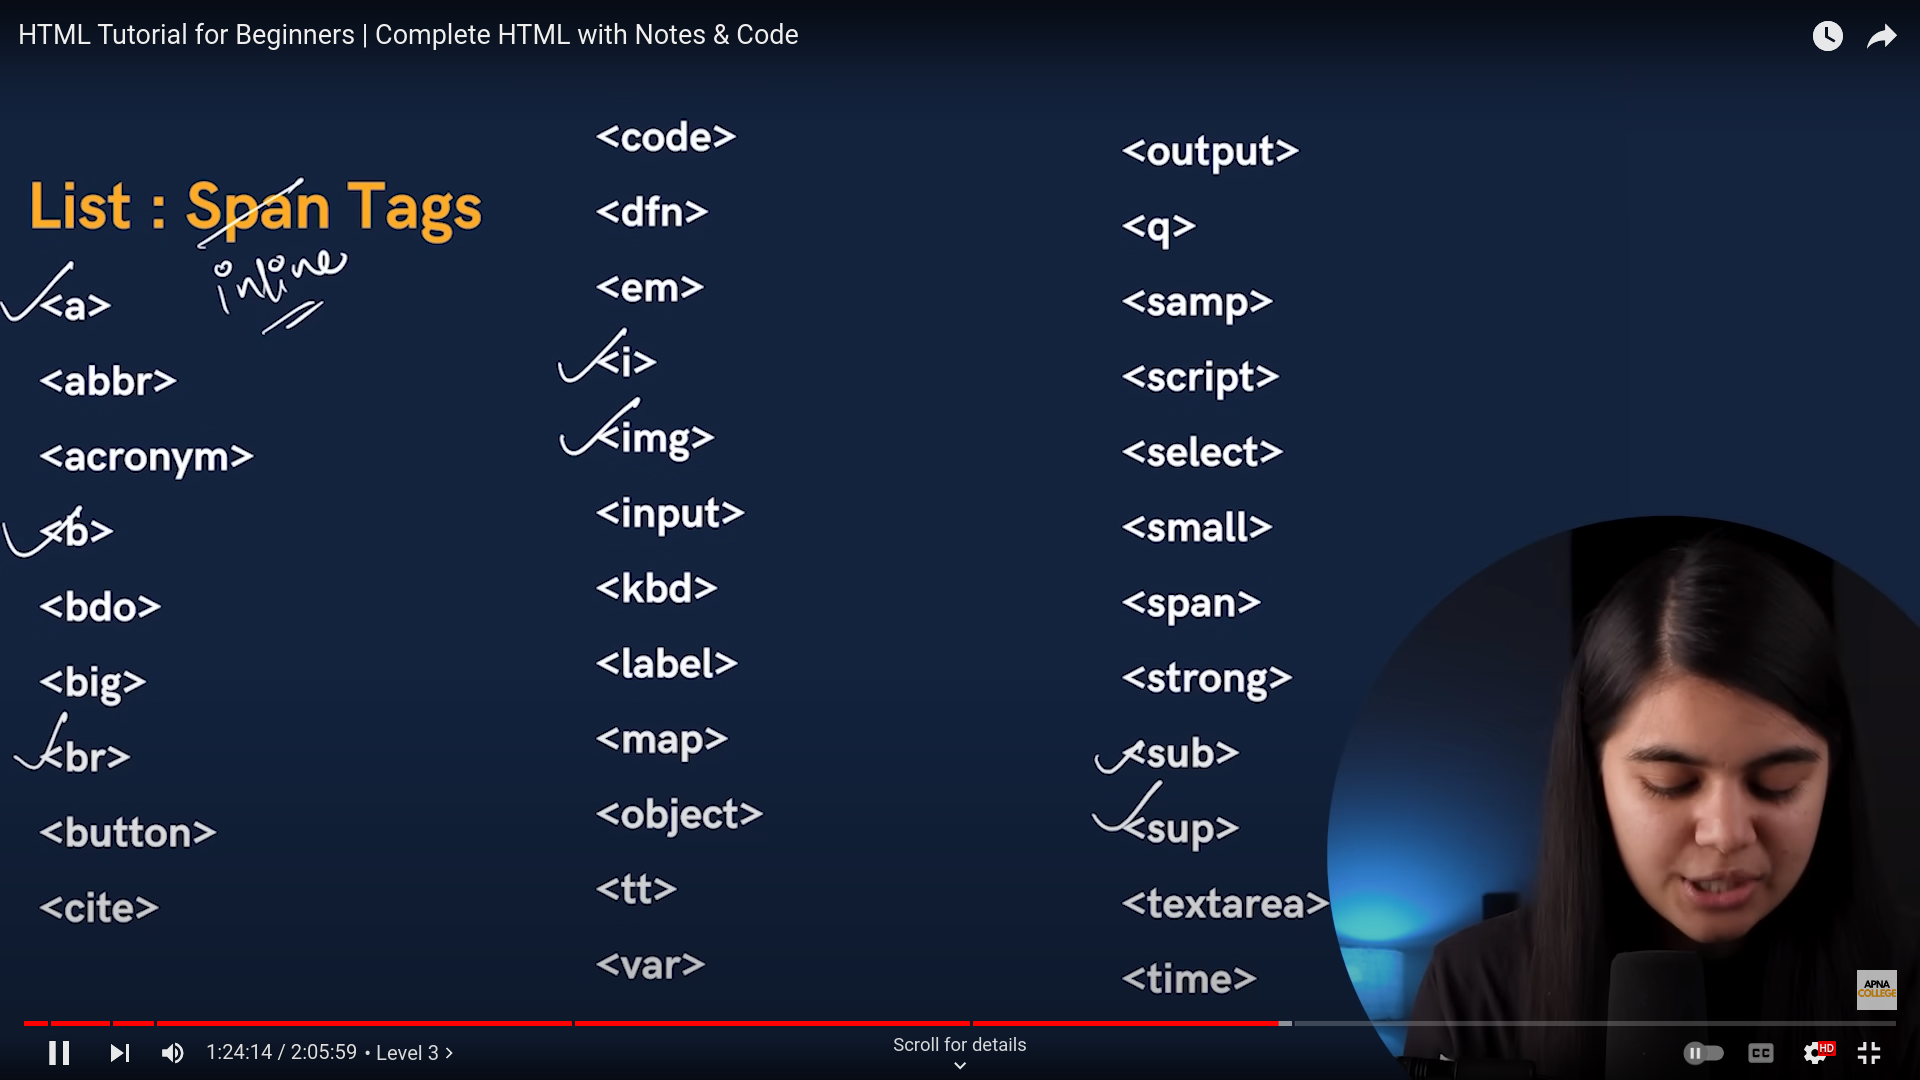 HTML Tutorial for Beginners | Complete HTML with Notes & Code
List : Span Tags
inline
<a>
<abbr>
<acronym>
<b>
<bdo>
<big>
<br>
<button>
<cite>
<code>
<dfn>
<em>
<i>
<img>
<input>
<kbd>
<label>
<map>
<object>
<tt>
<var>
<output>
<q>
<samp>
<script>
<select>
<small>
<span>
<strong>
<sub>
<sup>
<textarea>
<time>
APNA
COLLEGE
1:24:14 / 2:05:59 • Level 3
Scroll for details
CC
HD